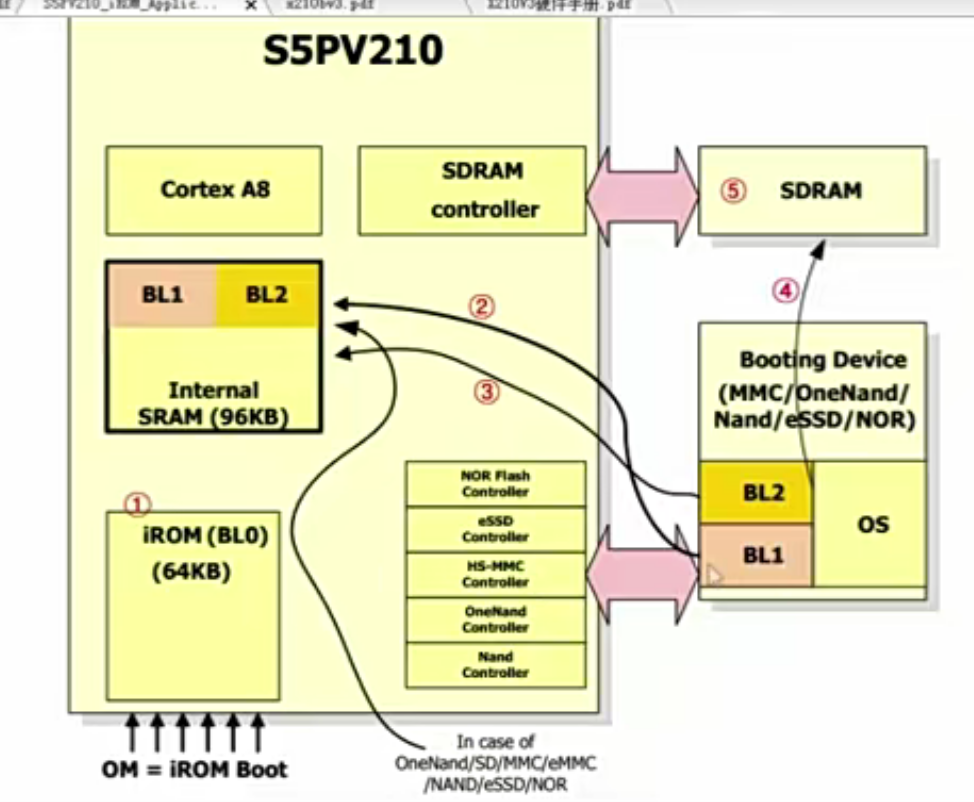 S5PV210_iROM_Applic...
x210bv3.pdf
X210V3硬件手册.pdf
S5PV210
Cortex A8
SDRAM
controller
⑤ SDRAM
BL1 BL2
Internal
SRAM (96KB)
②
③
④
Booting Device
(MMC/OneNand/
Nand/eSSD/NOR)
BL2
BL1
OS
①
iROM (BL0)
(64KB)
NOR Flash
Controller
eSSD
Controller
HS-MMC
Controller
OneNand
Controller
Nand
Controller
OM = iROM Boot
In case of
OneNand/SD/MMC/eMMC
/NAND/eSSD/NOR